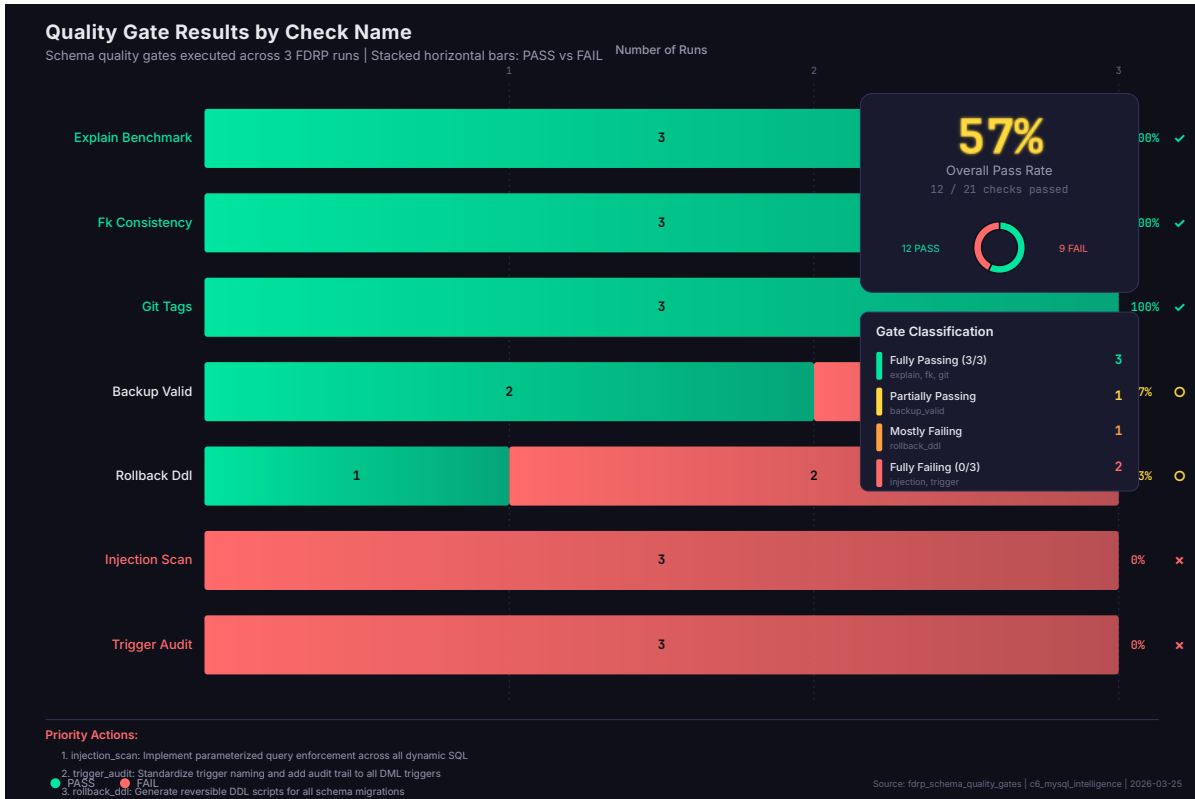 Quality Gate Results by Check Name
Schema quality gates executed across 3 FDRP runs | Stacked horizontal bars: PASS vs FAIL
Number of Runs
1 2 3
Explain Benchmark 3 00%
Fk Consistency 3 00%
Git Tags 3 100%
Backup Valid 2 7%
Rollback Ddl 1 2 3%
Injection Scan 3 0%
Trigger Audit 3 0%
57%
Overall Pass Rate
12 / 21 checks passed
12 PASS 9 FAIL
Gate Classification
Fully Passing (3/3) 3
explain, fk, git
Partially Passing 1
backup_valid
Mostly Failing 1
rollback_ddl
Fully Failing (0/3) 2
injection, trigger
Priority Actions:
1. injection_scan: Implement parameterized query enforcement across all dynamic SQL
2. trigger_audit: Standardize trigger naming and add audit trail to all DML triggers
PASS FAIL
3. rollback_ddl: Generate reversible DDL scripts for all schema migrations
Source: fdrp_schema_quality_gates | c6_mysql_intelligence | 2026-03-25